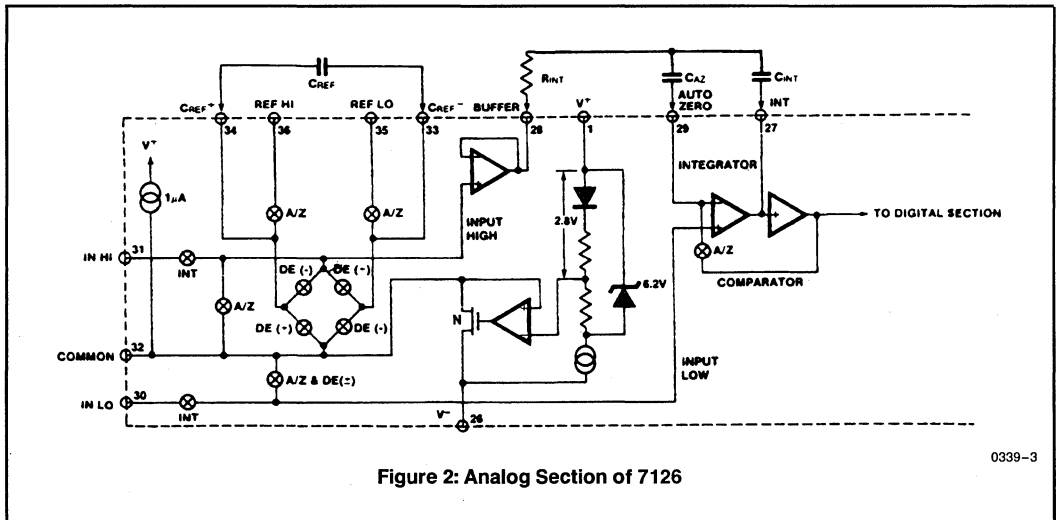 CREF
RINT
CAZ
CINT
CREF+
REF HI
REF LO
CREF−
BUFFER
V+
AUTO
ZERO
INT
34
36
35
33
28
1
29
27
V+
1µA
A/Z
A/Z
INPUT
HIGH
2.8V
INTEGRATOR
TO DIGITAL SECTION
A/Z
COMPARATOR
IN HI
31
INT
DE (-)
DE (+)
6.2V
A/Z
DE (+)
DE (-)
N
COMMON
32
A/Z & DE(±)
INPUT
LOW
IN LO
30
INT
V−
26
0339–3
Figure 2: Analog Section of 7126